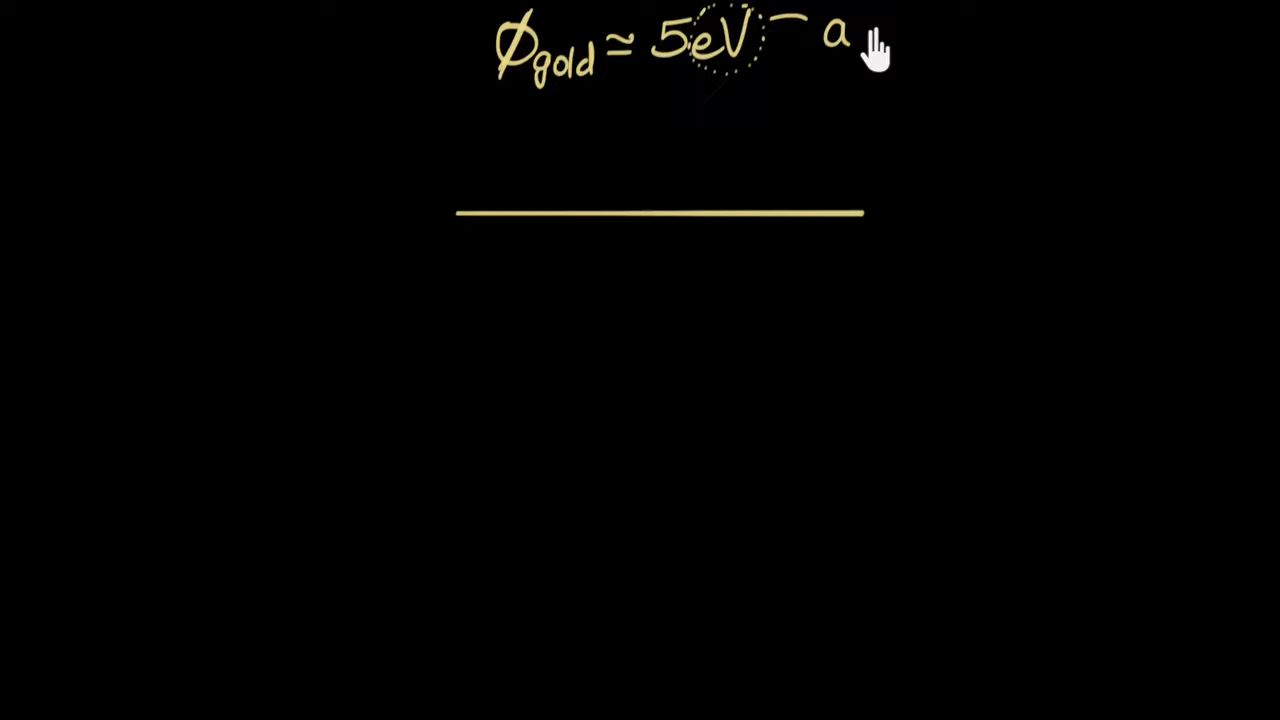 ϕgold ≃ 5eV — a